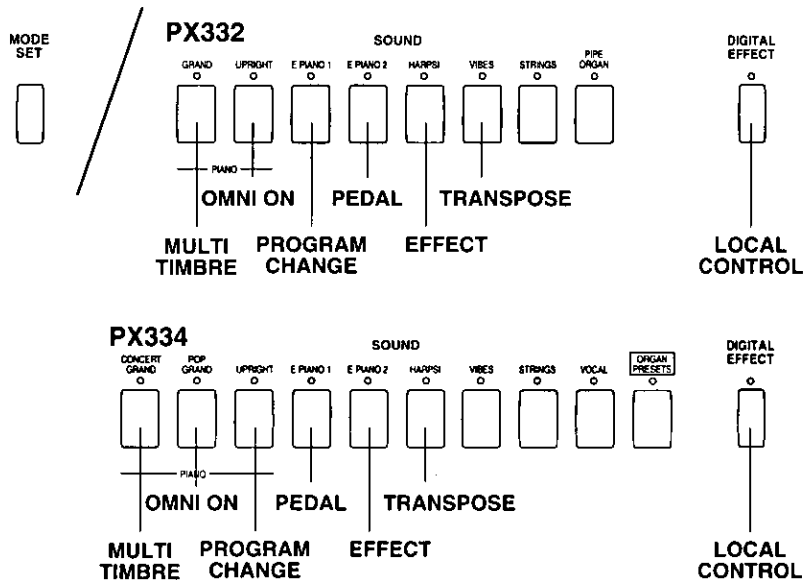 MODE
SET
PX332
SOUND
GRAND UPRIGHT E PIANO 1 E PIANO 2 HARPSI VIBES STRINGS PIPE
ORGAN
DIGITAL
EFFECT
PIANO
OMNI ON PEDAL TRANSPOSE
MULTI
TIMBRE
PROGRAM
CHANGE
EFFECT
LOCAL
CONTROL
PX334
SOUND
CONCERT
GRAND
POP
GRAND
UPRIGHT E PIANO 1 E PIANO 2 HARPSI VIBES STRINGS VOCAL
ORGAN
PRESETS
DIGITAL
EFFECT
PIANO
OMNI ON PEDAL TRANSPOSE
MULTI
TIMBRE
PROGRAM
CHANGE
EFFECT
LOCAL
CONTROL